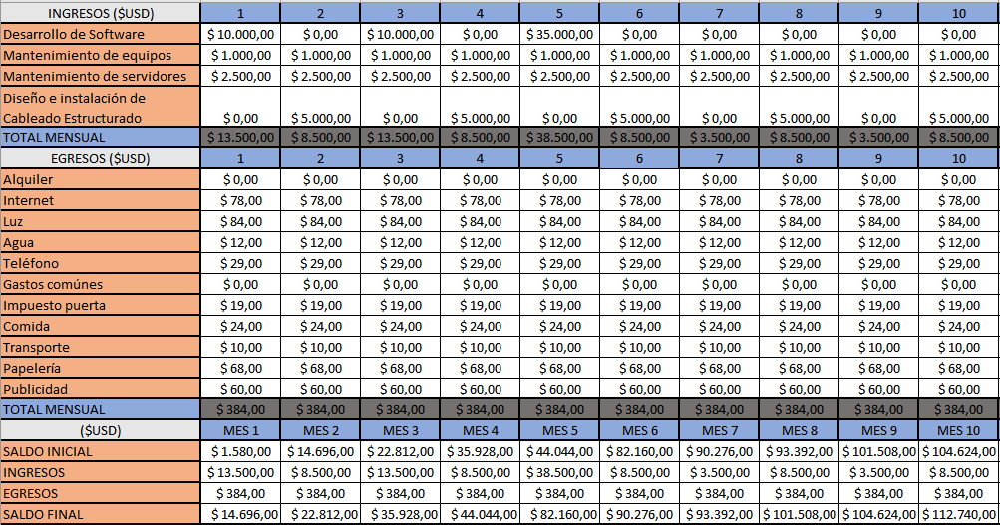 INGRESOS ($USD) 1 2 3 4 5 6 7 8 9 10
Desarrollo de Software $ 10.000,00 $ 0,00 $ 10.000,00 $ 0,00 $ 35.000,00 $ 0,00 $ 0,00 $ 0,00 $ 0,00 $ 0,00
Mantenimiento de equipos $ 1.000,00 $ 1.000,00 $ 1.000,00 $ 1.000,00 $ 1.000,00 $ 1.000,00 $ 1.000,00 $ 1.000,00 $ 1.000,00 $ 1.000,00
Mantenimiento de servidores $ 2.500,00 $ 2.500,00 $ 2.500,00 $ 2.500,00 $ 2.500,00 $ 2.500,00 $ 2.500,00 $ 2.500,00 $ 2.500,00 $ 2.500,00
Diseño e instalación de
Cableado Estructurado $ 0,00 $ 5.000,00 $ 0,00 $ 5.000,00 $ 0,00 $ 5.000,00 $ 0,00 $ 5.000,00 $ 0,00 $ 5.000,00
TOTAL MENSUAL $ 13.500,00 $ 8.500,00 $ 13.500,00 $ 8.500,00 $ 38.500,00 $ 8.500,00 $ 3.500,00 $ 8.500,00 $ 3.500,00 $ 8.500,00
EGRESOS ($USD) 1 2 3 4 5 6 7 8 9 10
Alquiler $ 0,00 $ 0,00 $ 0,00 $ 0,00 $ 0,00 $ 0,00 $ 0,00 $ 0,00 $ 0,00 $ 0,00
Internet $ 78,00 $ 78,00 $ 78,00 $ 78,00 $ 78,00 $ 78,00 $ 78,00 $ 78,00 $ 78,00 $ 78,00
Luz $ 84,00 $ 84,00 $ 84,00 $ 84,00 $ 84,00 $ 84,00 $ 84,00 $ 84,00 $ 84,00 $ 84,00
Agua $ 12,00 $ 12,00 $ 12,00 $ 12,00 $ 12,00 $ 12,00 $ 12,00 $ 12,00 $ 12,00 $ 12,00
Teléfono $ 29,00 $ 29,00 $ 29,00 $ 29,00 $ 29,00 $ 29,00 $ 29,00 $ 29,00 $ 29,00 $ 29,00
Gastos comúnes $ 0,00 $ 0,00 $ 0,00 $ 0,00 $ 0,00 $ 0,00 $ 0,00 $ 0,00 $ 0,00 $ 0,00
Impuesto puerta $ 19,00 $ 19,00 $ 19,00 $ 19,00 $ 19,00 $ 19,00 $ 19,00 $ 19,00 $ 19,00 $ 19,00
Comida $ 24,00 $ 24,00 $ 24,00 $ 24,00 $ 24,00 $ 24,00 $ 24,00 $ 24,00 $ 24,00 $ 24,00
Transporte $ 10,00 $ 10,00 $ 10,00 $ 10,00 $ 10,00 $ 10,00 $ 10,00 $ 10,00 $ 10,00 $ 10,00
Papelería $ 68,00 $ 68,00 $ 68,00 $ 68,00 $ 68,00 $ 68,00 $ 68,00 $ 68,00 $ 68,00 $ 68,00
Publicidad $ 60,00 $ 60,00 $ 60,00 $ 60,00 $ 60,00 $ 60,00 $ 60,00 $ 60,00 $ 60,00 $ 60,00
TOTAL MENSUAL $ 384,00 $ 384,00 $ 384,00 $ 384,00 $ 384,00 $ 384,00 $ 384,00 $ 384,00 $ 384,00 $ 384,00
($USD) MES 1 MES 2 MES 3 MES 4 MES 5 MES 6 MES 7 MES 8 MES 9 MES 10
SALDO INICIAL $ 1.580,00 $ 14.696,00 $ 22.812,00 $ 35.928,00 $ 44.044,00 $ 82.160,00 $ 90.276,00 $ 93.392,00 $ 101.508,00 $ 104.624,00
INGRESOS $ 13.500,00 $ 8.500,00 $ 13.500,00 $ 8.500,00 $ 38.500,00 $ 8.500,00 $ 3.500,00 $ 8.500,00 $ 3.500,00 $ 8.500,00
EGRESOS $ 384,00 $ 384,00 $ 384,00 $ 384,00 $ 384,00 $ 384,00 $ 384,00 $ 384,00 $ 384,00 $ 384,00
SALDO FINAL $ 14.696,00 $ 22.812,00 $ 35.928,00 $ 44.044,00 $ 82.160,00 $ 90.276,00 $ 93.392,00 $ 101.508,00 $ 104.624,00 $ 112.740,00